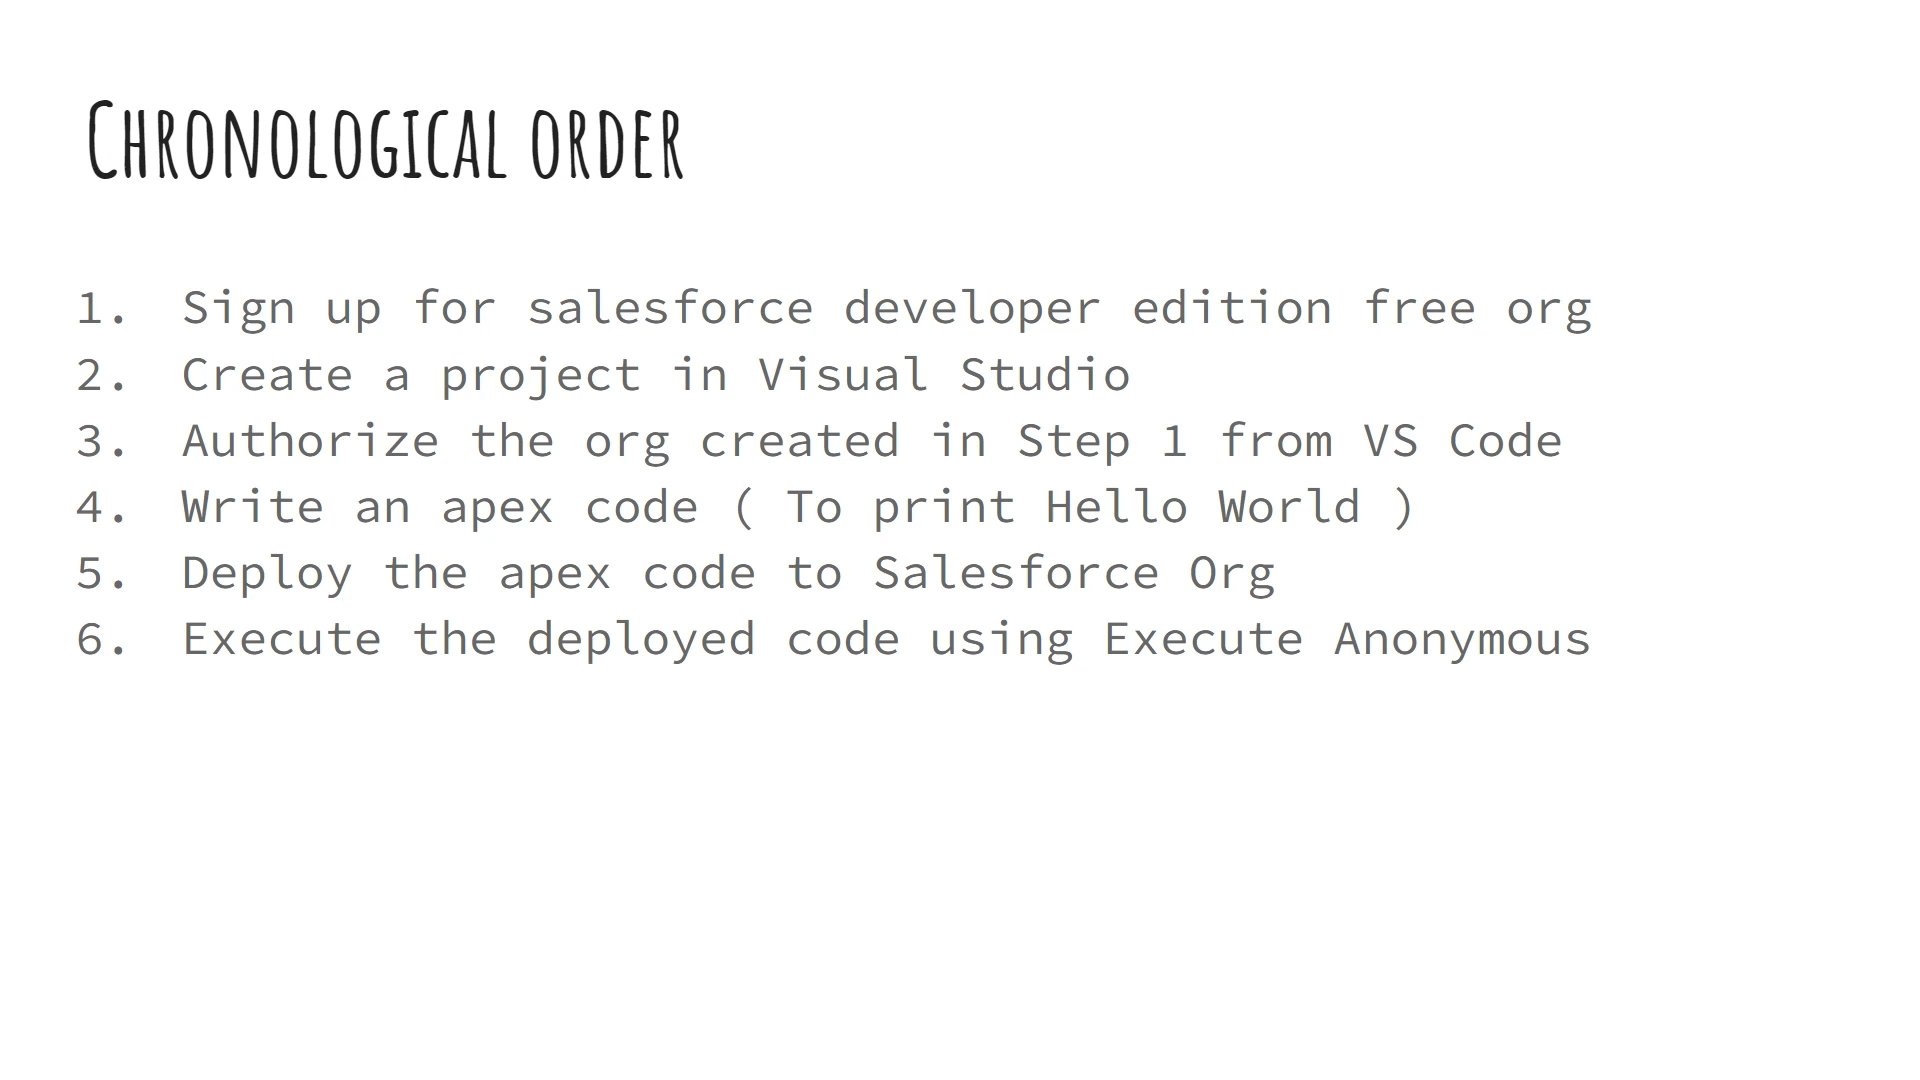 Chronological order
1. Sign up for salesforce developer edition free org
2. Create a project in Visual Studio
3. Authorize the org created in Step 1 from VS Code
4. Write an apex code ( To print Hello World )
5. Deploy the apex code to Salesforce Org
6. Execute the deployed code using Execute Anonymous